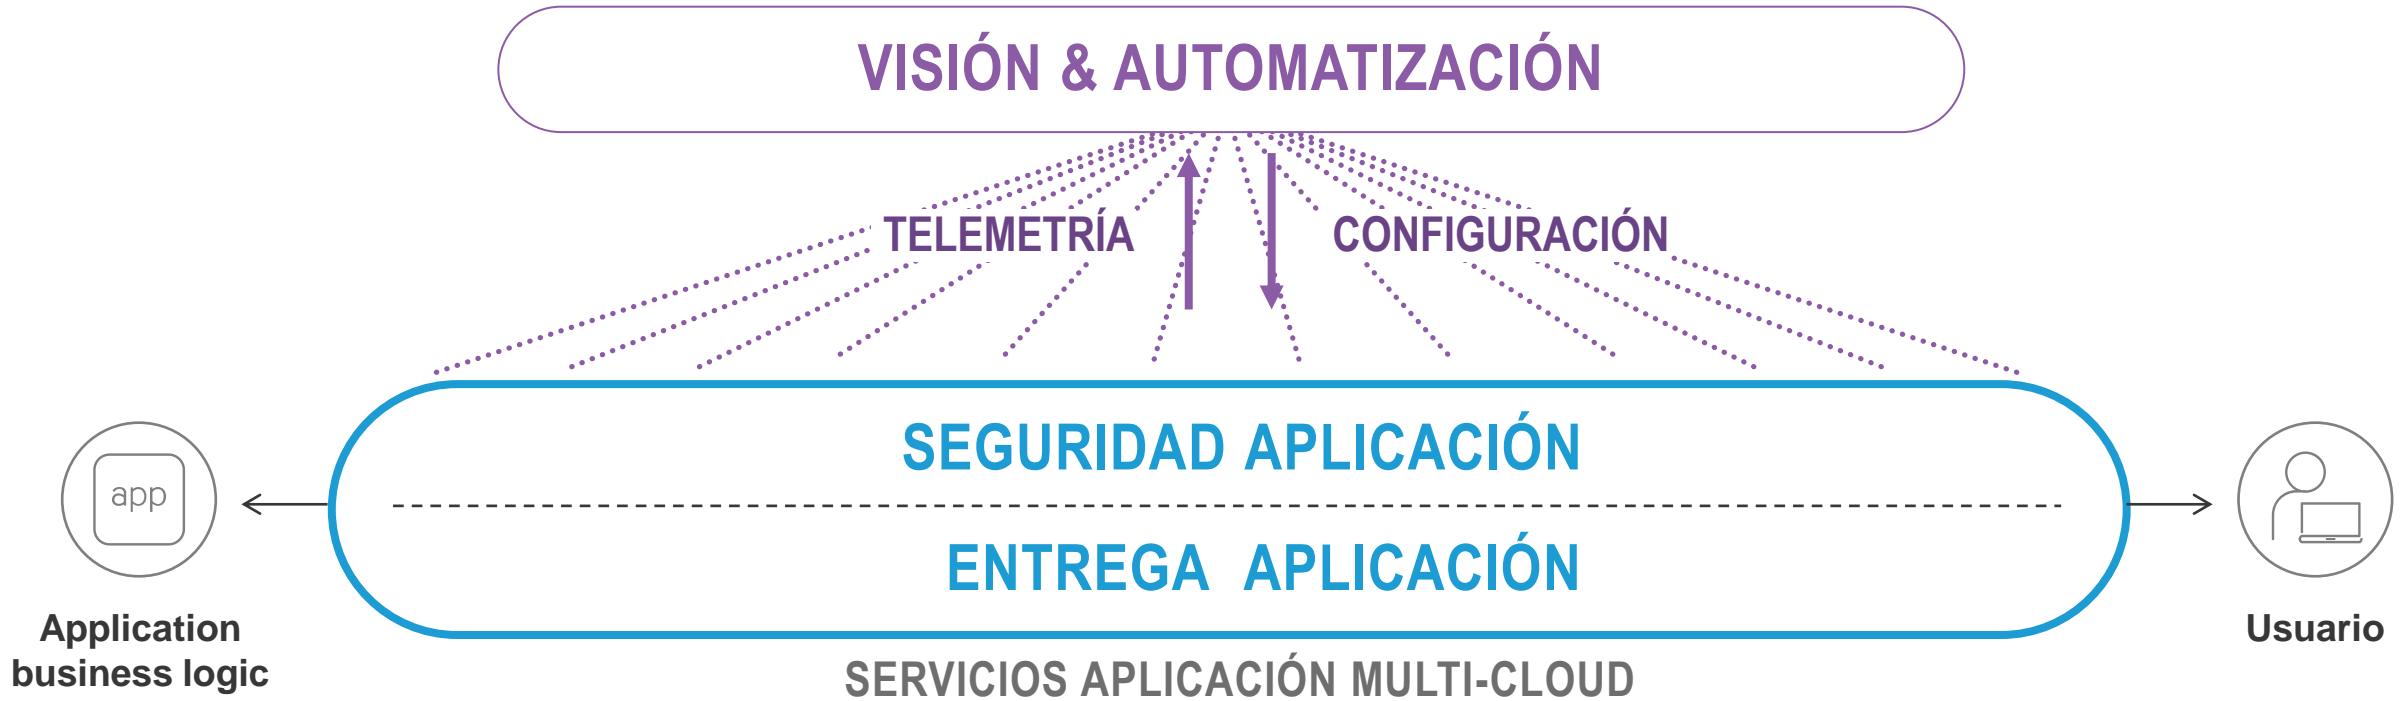 VISIÓN & AUTOMATIZACIÓN
TELEMETRÍA
CONFIGURACIÓN
SEGURIDAD APLICACIÓN
app
ENTREGA APLICACIÓN
Application
business logic
Usuario
SERVICIOS APLICACIÓN MULTI-CLOUD